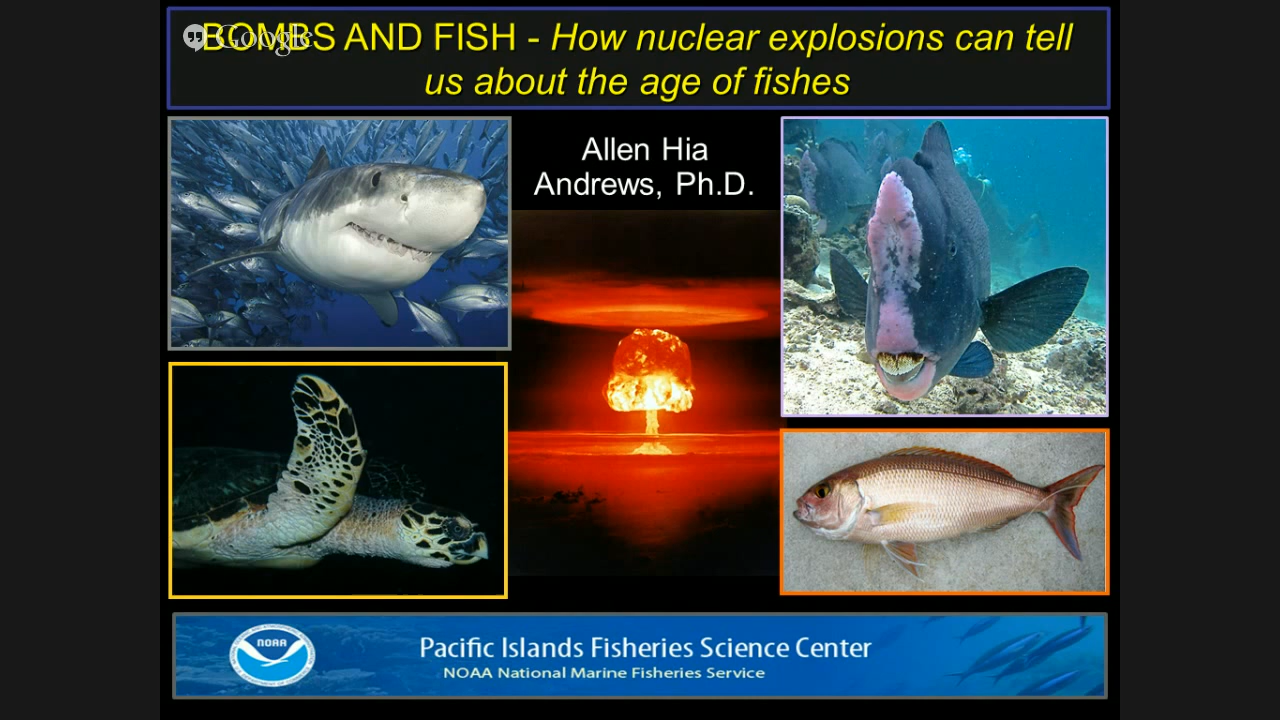 BOMBS AND FISH - How nuclear explosions can tell
us about the age of fishes
Google
Allen Hia
Andrews, Ph.D.
NOAA
Pacific Islands Fisheries Science Center
NOAA National Marine Fisheries Service